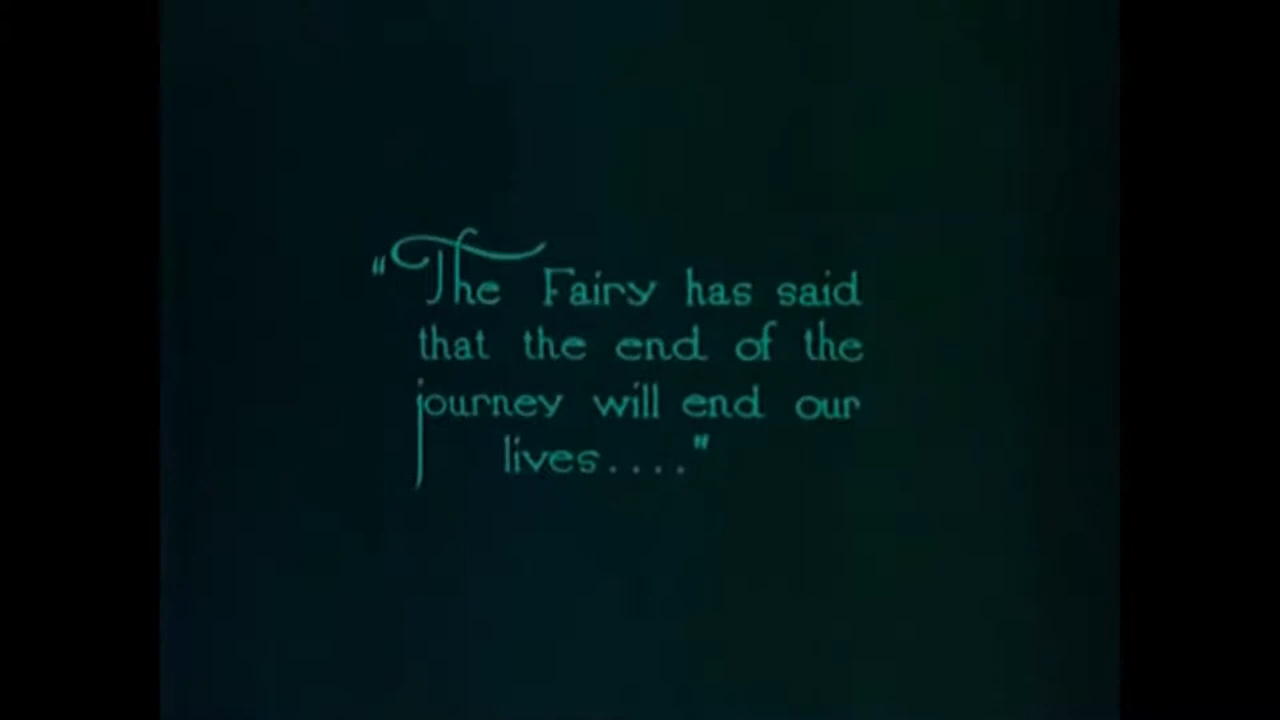 "The Fairy has said
that the end of the
journey will end our
lives...."